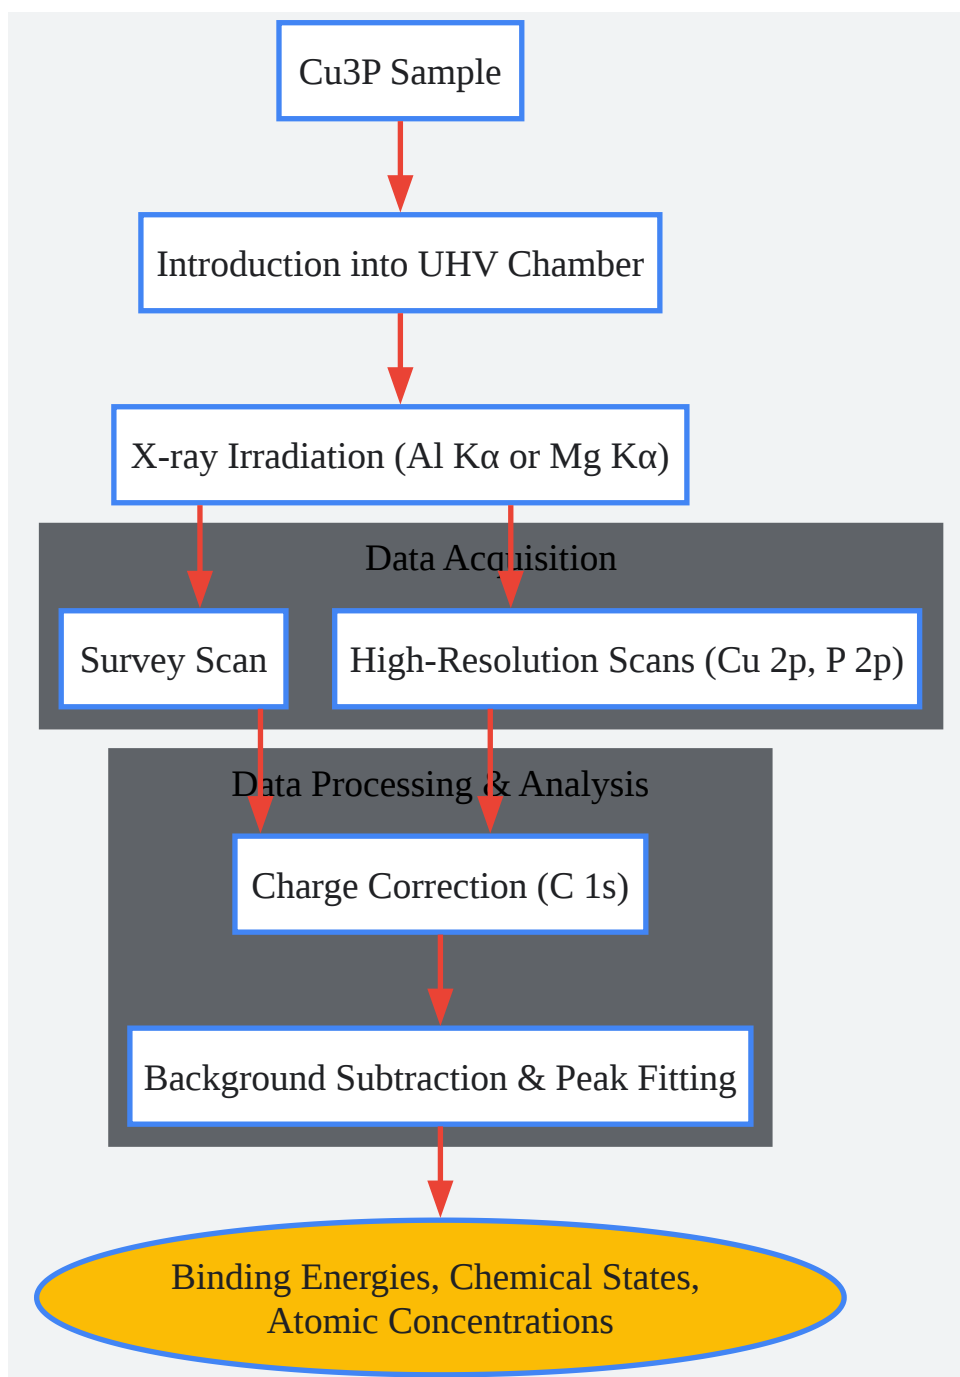 Cu3P Sample
Introduction into UHV Chamber
X-ray Irradiation (Al Kα or Mg Kα)
Data Acquisition
Survey Scan
High-Resolution Scans (Cu 2p, P 2p)
Data Processing & Analysis
Charge Correction (C 1s)
Background Subtraction & Peak Fitting
Binding Energies, Chemical States,
Atomic Concentrations